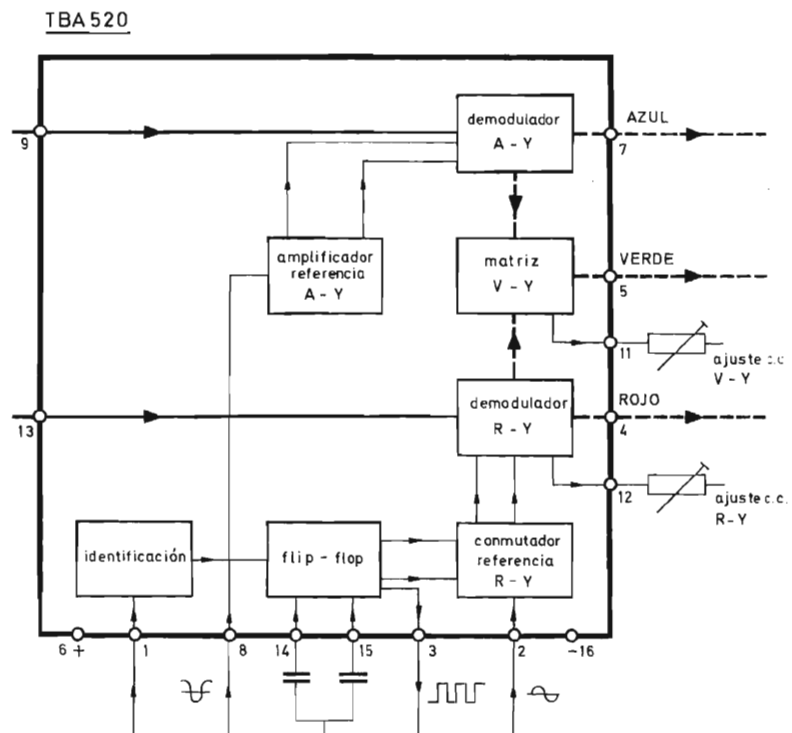 TBA 520
demodulador
A - Y
AZUL
9
7
amplificador
referencia
A - Y
matriz
V - Y
VERDE
5
11
ajuste c.c
V - Y
demodulador
R - Y
ROJO
13
4
12
ajuste c.c.
R - Y
identificación
flip - flop
conmutador
referencia
R - Y
6 +
1
8
14
15
3
2
-16